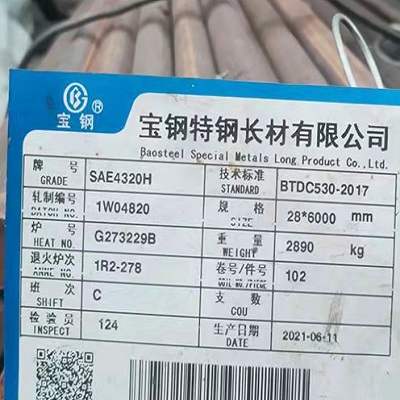 宝钢®
宝钢特钢长材有限公司
Baosteel Special Metals Long Product Co., Ltd.
牌号 SAE4320H 技术标准 BTDC530-2017
GRADE STANDARD
轧制编号 1W04820 规格 28*6000 mm
BATCH NO. SIZE
炉号 G273229B 重量 2890 kg
HEAT NO. WEIGHT
退火炉次 1R2-278 卷号/件号 102
ANNE NO. COIL NO./PIECE
班次 C 支数
SHIFT COU
检验员 124 生产日期 2021-06-11
INSPECT DATE